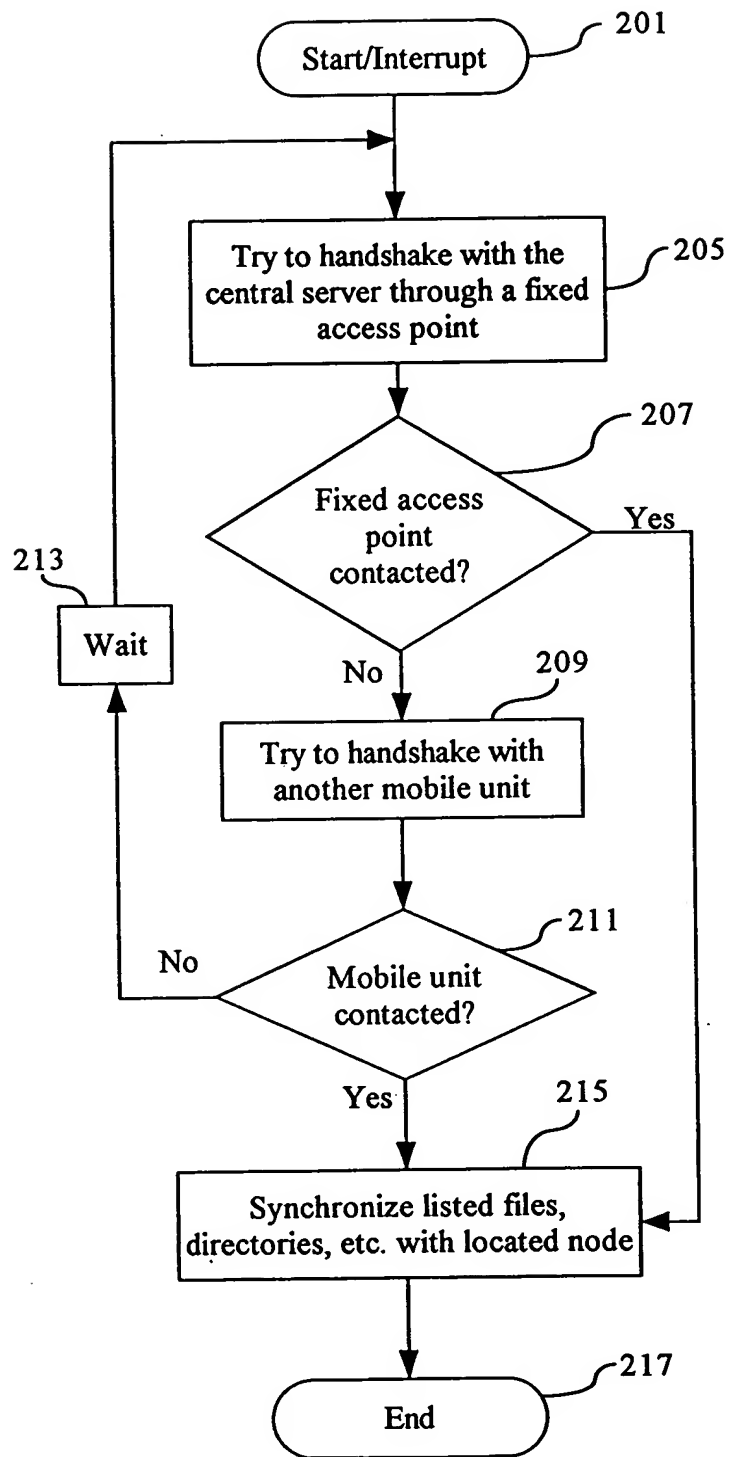 201
Start/Interrupt
Try to handshake with the
central server through a fixed
access point
205
207
Fixed access
point
contacted?
Yes
213
Wait
No
209
Try to handshake with
another mobile unit
211
No
Mobile unit
contacted?
Yes
215
Synchronize listed files,
directories, etc. with located node
217
End